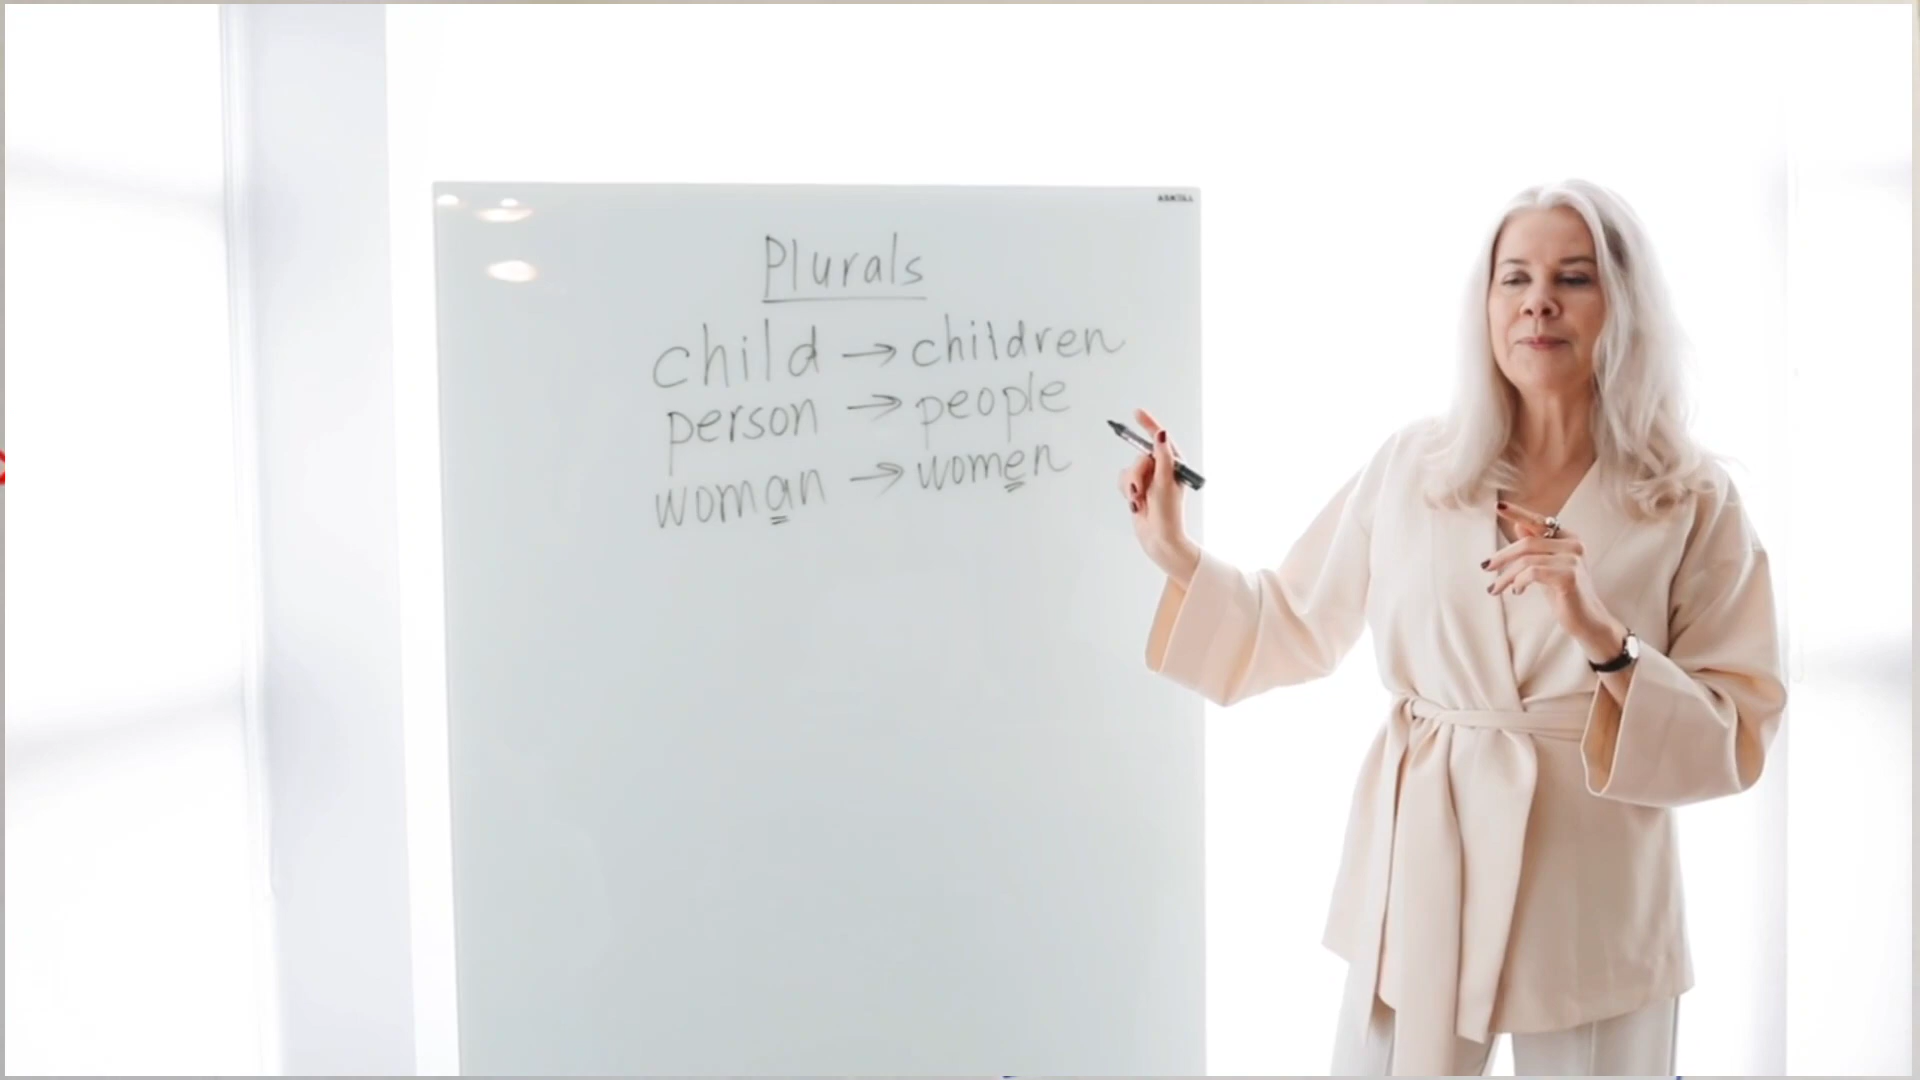 Plurals
child → children
person → people
woman → women